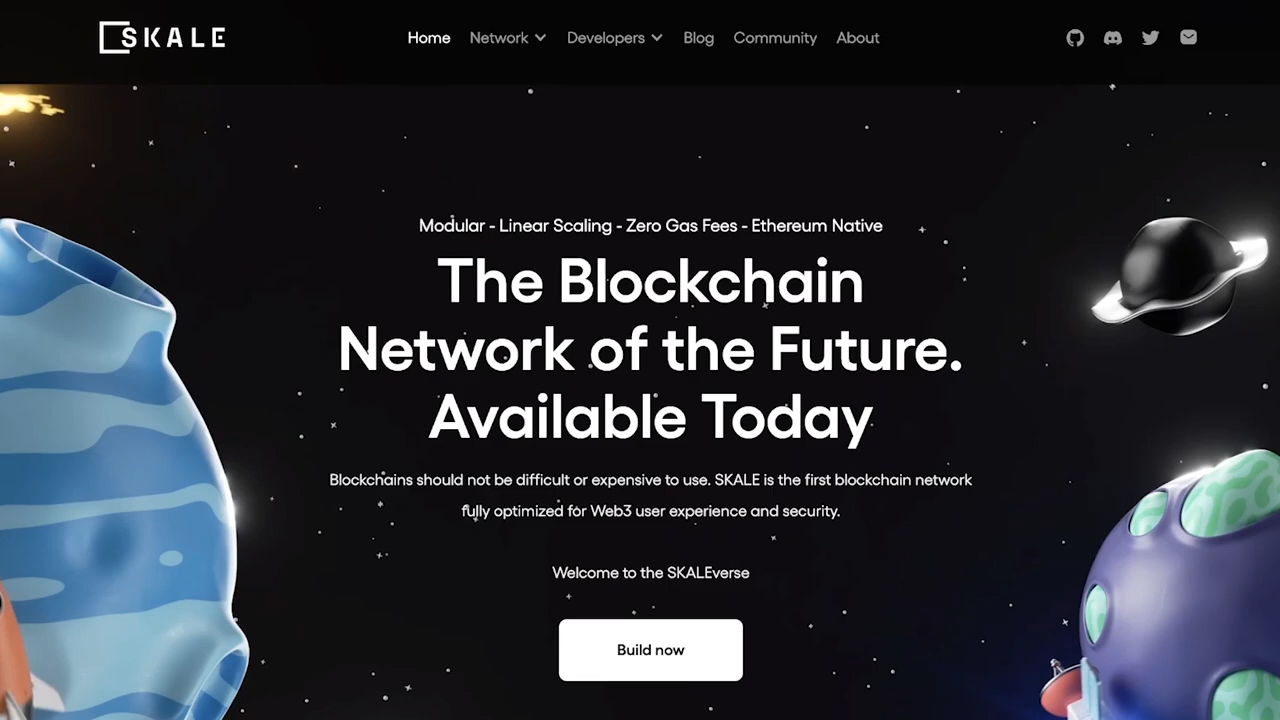 SKALE
Home Network Developers Blog Community About
Modular - Linear Scaling - Zero Gas Fees - Ethereum Native
The Blockchain
Network of the Future.
Available Today
Blockchains should not be difficult or expensive to use. SKALE is the first blockchain network
fully optimized for Web3 user experience and security.
Welcome to the SKALEverse
Build now